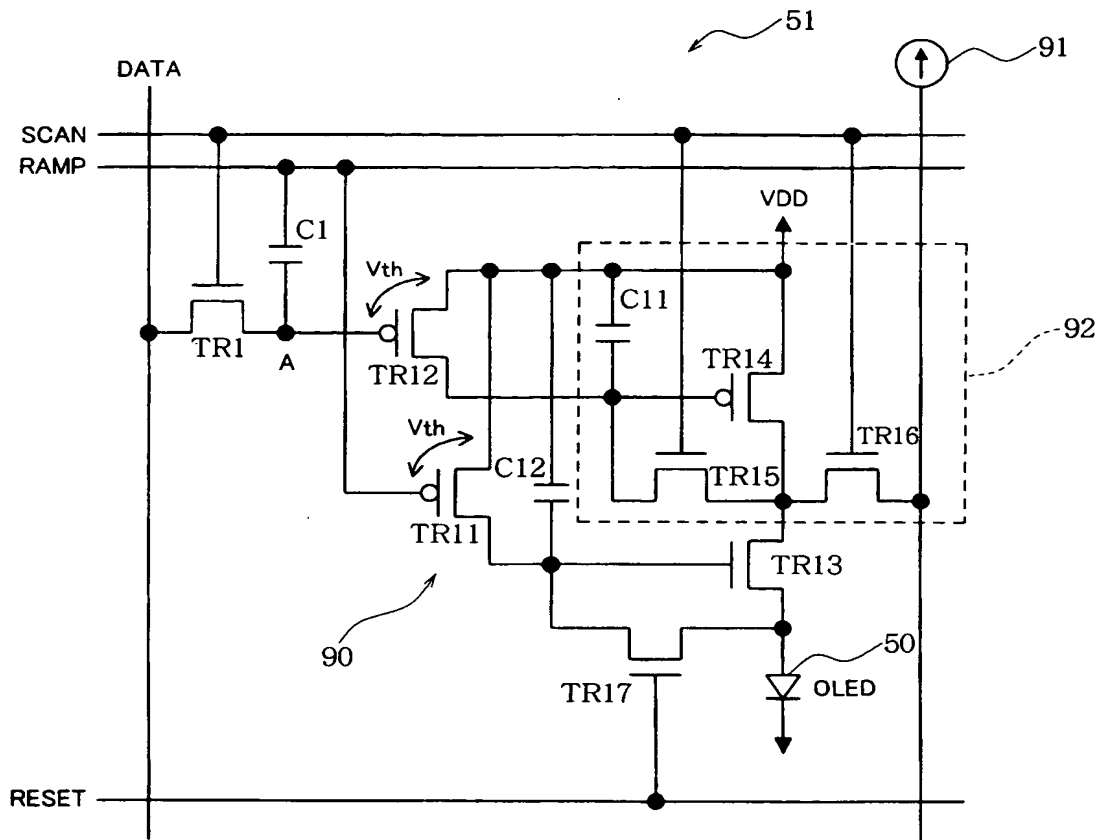 51
91
DATA
SCAN
RAMP
VDD
C1
Vth
C11
92
TR1
A
TR12
TR14
Vth
TR16
C12
TR15
TR11
TR13
90
50
TR17
OLED
RESET